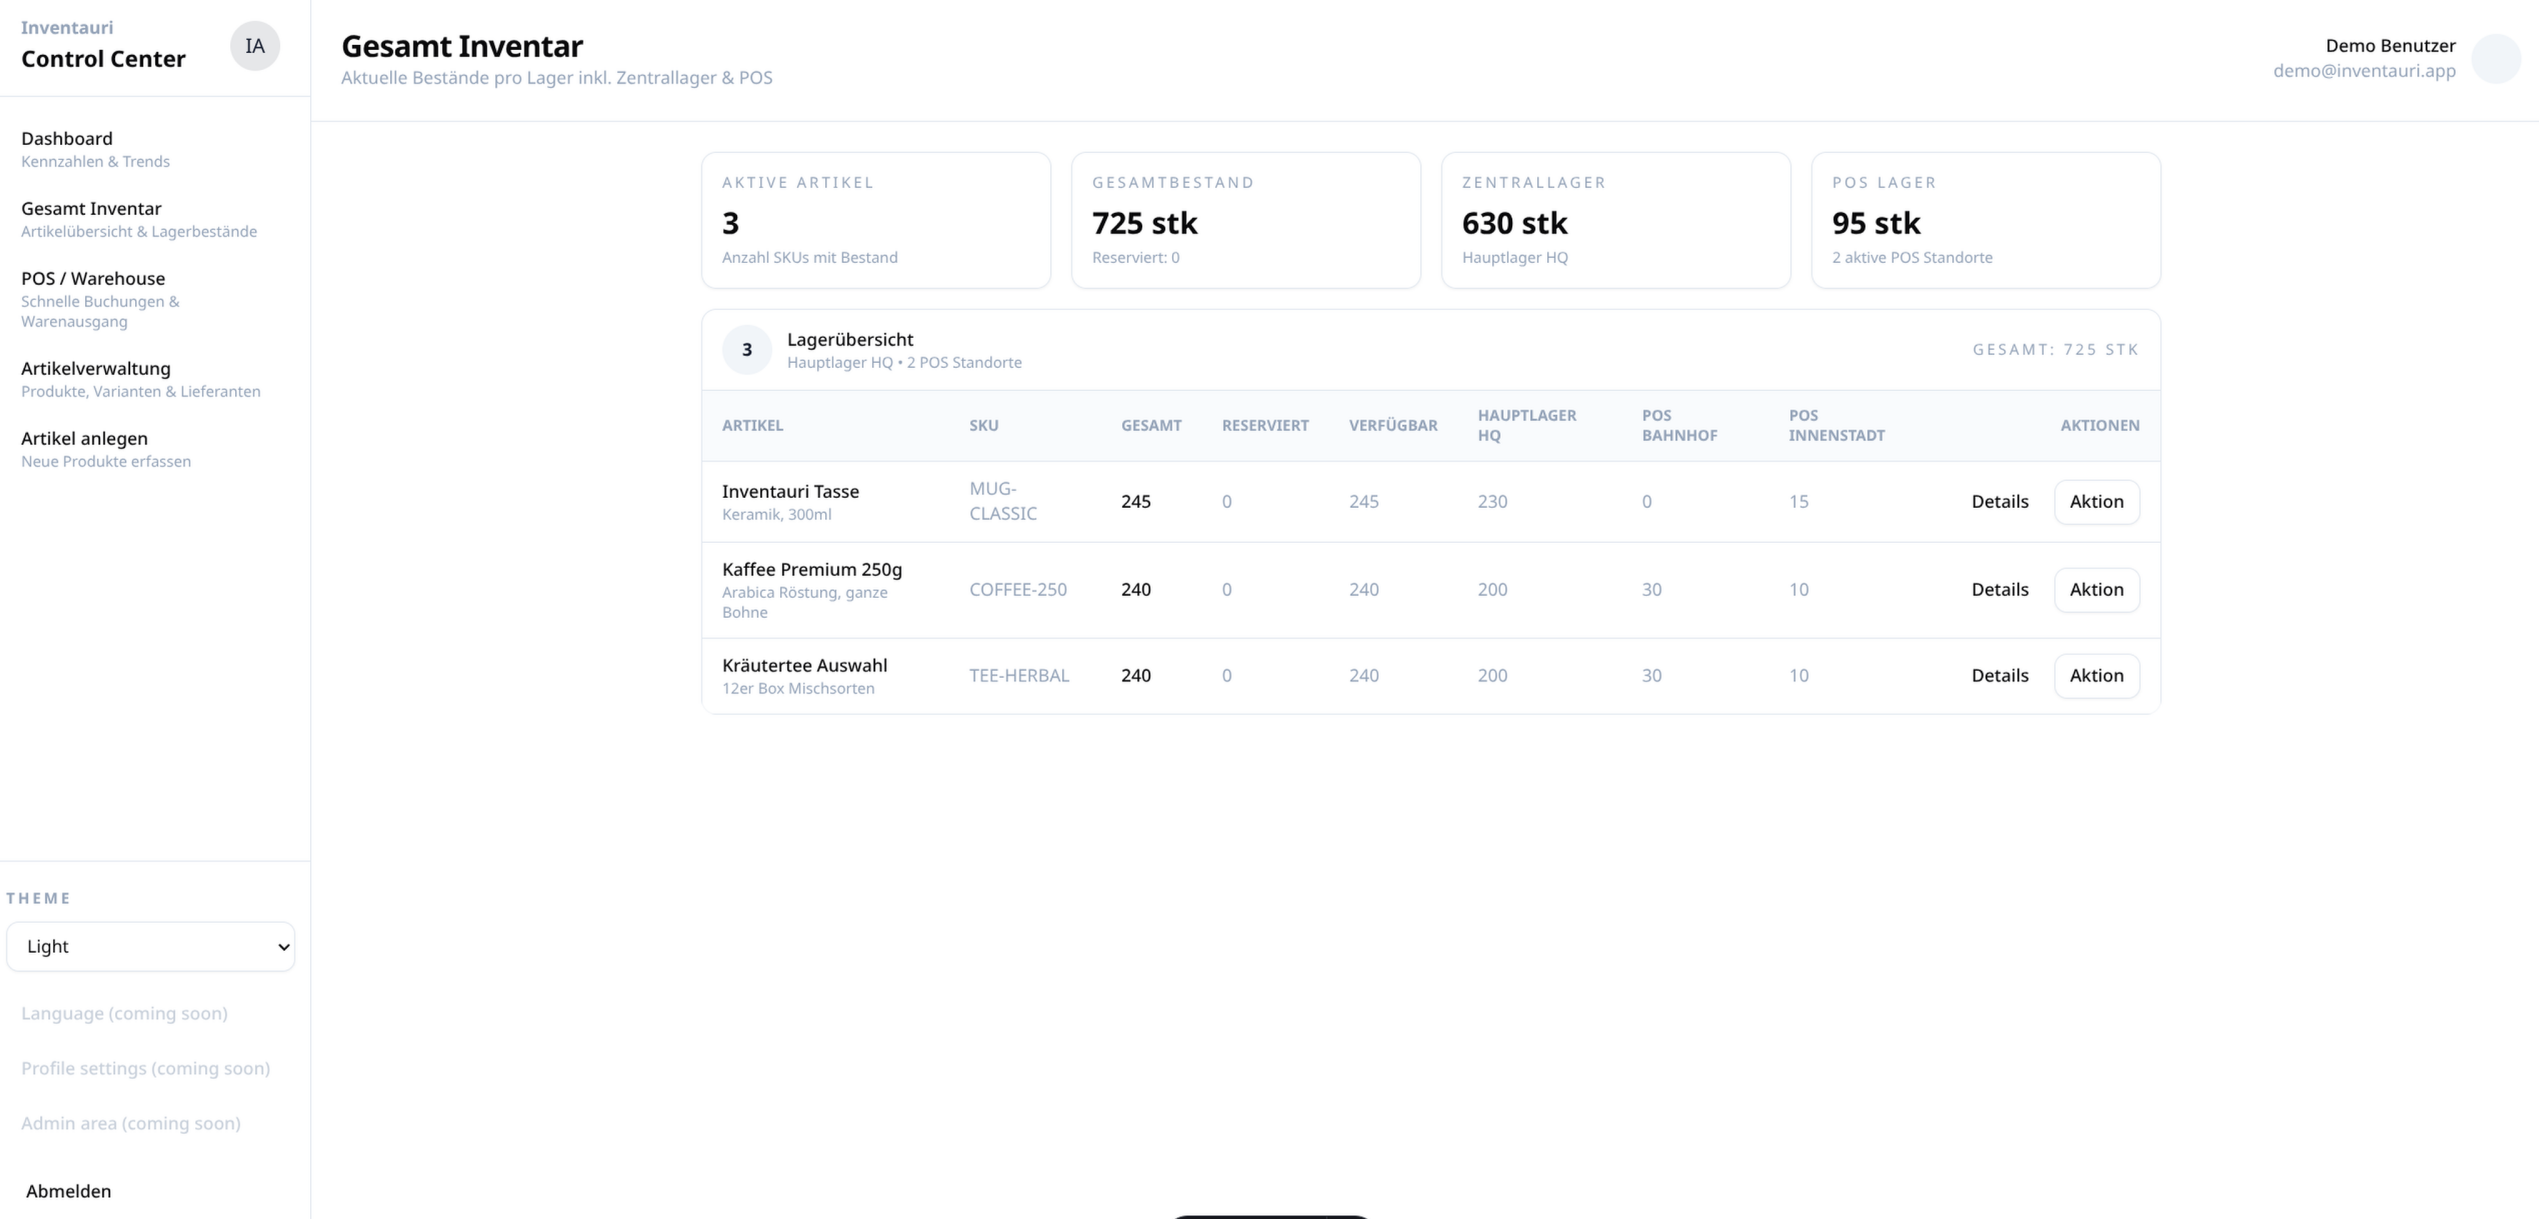 Inventauri
Control Center
IA
Dashboard
Kennzahlen & Trends
Gesamt Inventar
Artikelübersicht & Lagerbestände
POS / Warehouse
Schnelle Buchungen &
Warenausgang
Artikelverwaltung
Produkte, Varianten & Lieferanten
Artikel anlegen
Neue Produkte erfassen
THEME
Light
Language (coming soon)
Profile settings (coming soon)
Admin area (coming soon)
Abmelden
Gesamt Inventar
Aktuelle Bestände pro Lager inkl. Zentrallager & POS
Demo Benutzer
demo@inventauri.app
AKTIVE ARTIKEL
3
Anzahl SKUs mit Bestand
GESAMTBESTAND
725 stk
Reserviert: 0
ZENTRALLAGER
630 stk
Hauptlager HQ
POS LAGER
95 stk
2 aktive POS Standorte
3
Lagerübersicht
Hauptlager HQ • 2 POS Standorte
GESAMT: 725 STK
ARTIKEL SKU GESAMT RESERVIERT VERFÜGBAR HAUPTLAGER HQ POS BAHNHOF POS INNENSTADT AKTIONEN
Inventauri Tasse
Keramik, 300ml
MUG-
CLASSIC
245 0 245 230 0 15 Details Aktion
Kaffee Premium 250g
Arabica Röstung, ganze
Bohne
COFFEE-250 240 0 240 200 30 10 Details Aktion
Kräutertee Auswahl
12er Box Mischsorten
TEE-HERBAL 240 0 240 200 30 10 Details Aktion